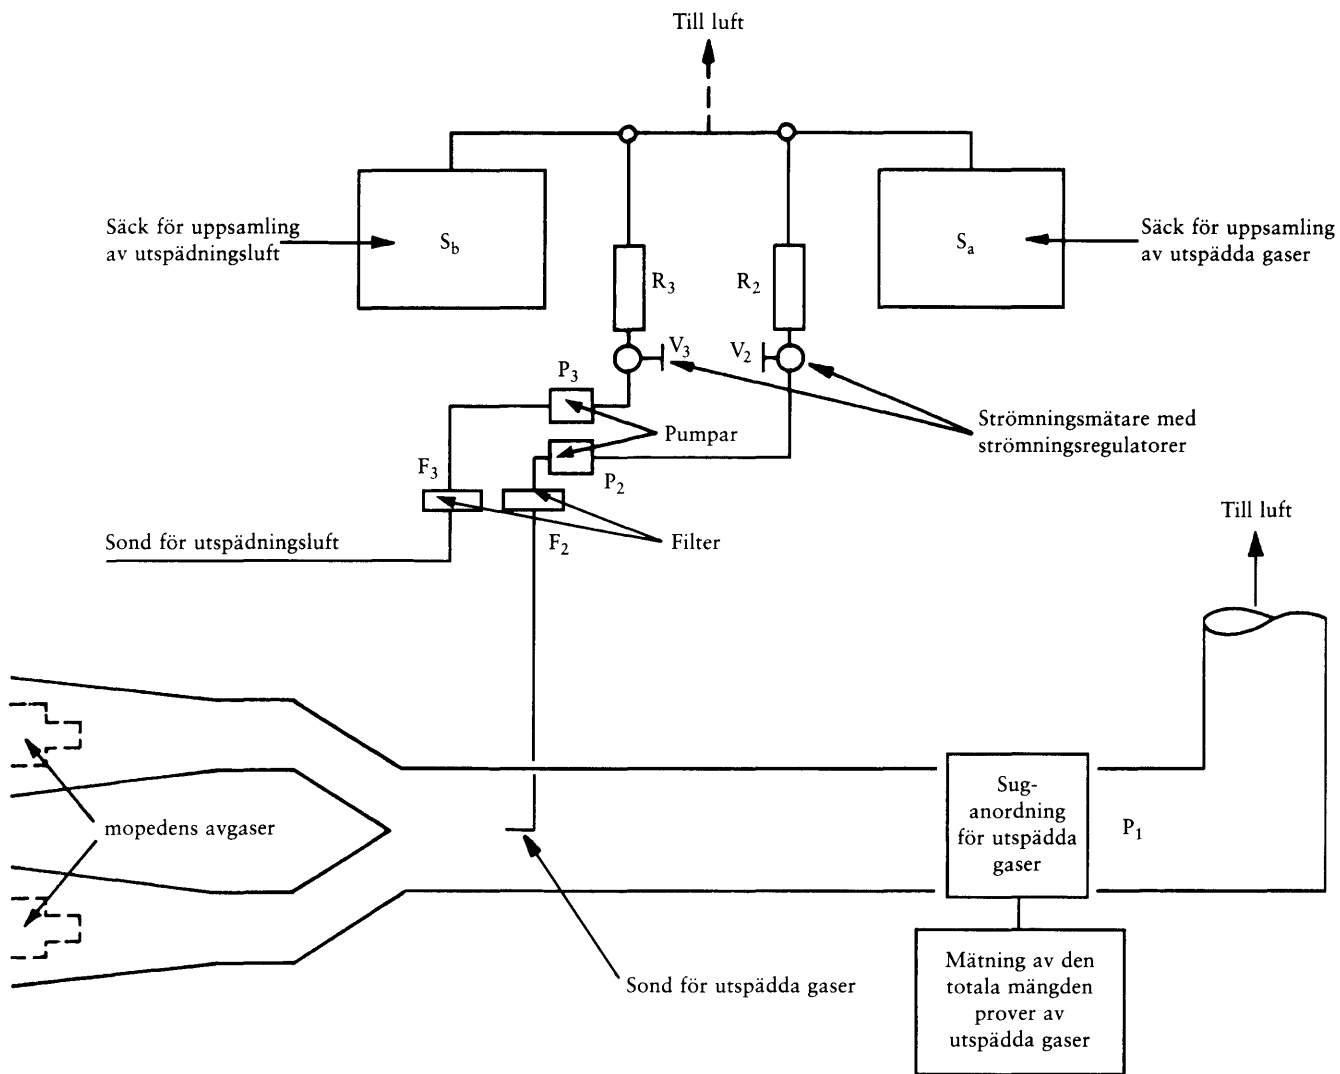 Till luft
Säck för uppsamling
av utspädningsluft
S_b
S_a
Säck för uppsamling
av utspädda gaser
R_3
R_2
V_3
V_2
P_3
Strömningsmätare med
strömningsregulatorer
Pumpar
F_3
P_2
Till luft
Sond för utspädningsluft
F_2
Filter
Sug-
anordning
för utspädda
gaser
P_1
mopedens avgaser
Sond för utspädda gaser
Mätning av den
totala mängden
prover av
utspädda gaser